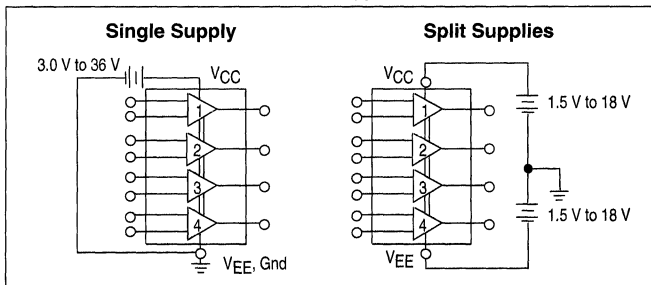 Single Supply
3.0 V to 36 V
VCC
1
2
3
4
VEE, Gnd
Split Supplies
VCC
1
2
3
4
VEE
1.5 V to 18 V
1.5 V to 18 V